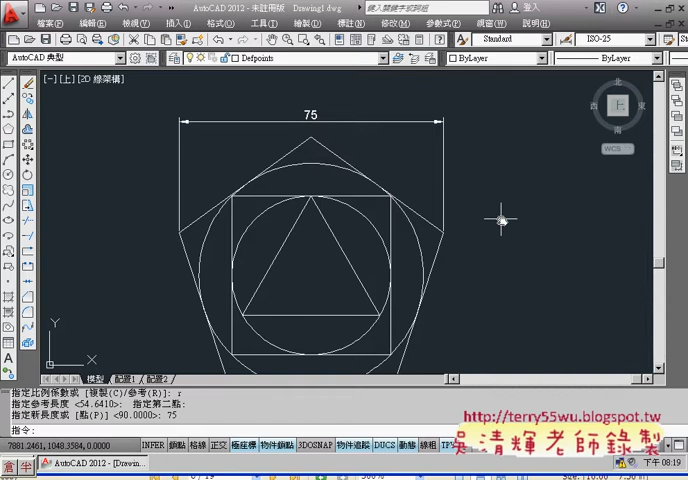 AutoCAD 2012 - 未註冊版 Drawing1.dwg
鍵入關鍵字或片語
登入
檔案(F) 編輯(E) 檢視(V) 插入(I) 格式(O) 工具(T) 繪製(D) 標註(N) 修改(M) 參數式(P) 視窗(W) 說明(H)
Standard ISO-25
AutoCAD 典型 Defpoints ByLayer ByLayer
[-] [上] [2D 線架構]
北
西 上 東
南
WCS
75
Y
X
模型 配置1 配置2
指定比例係數或 [複製(C)/參考(R)]: r
指定參考長度 <54.6410>: 指定第二點:
指定新長度或 [點(P)] <90.0000>: 75
指令:
http://terry55wu.blogspot.tw
吳清輝老師錄製
7881.2461, 1048.3584, 0.0000 INFER 鎖點 格線 正交 極座標 物件鎖點 3DOSNAP 物件追蹤 DUCS 動態 線粗
AutoCAD 2012 - [Drawin... 下午 08:19
倉 半